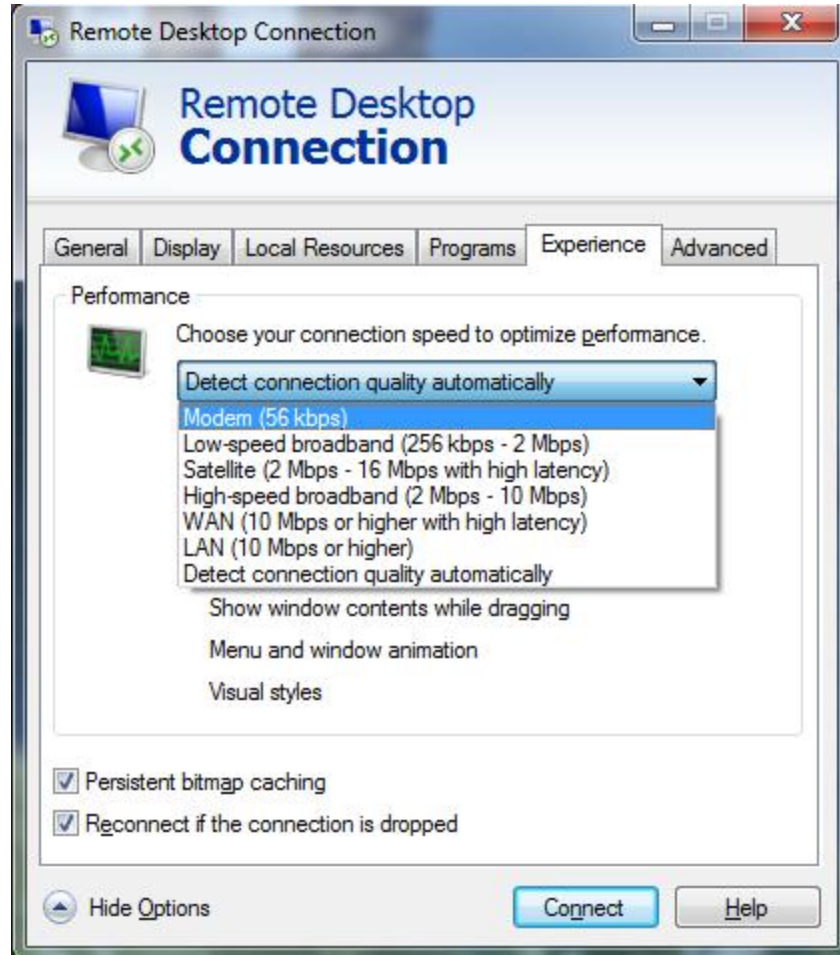 Remote Desktop Connection
Remote Desktop
Connection
General Display Local Resources Programs Experience Advanced
Performance
Choose your connection speed to optimize performance.
Detect connection quality automatically
Modem (56 kbps)
Low-speed broadband (256 kbps - 2 Mbps)
Satellite (2 Mbps - 16 Mbps with high latency)
High-speed broadband (2 Mbps - 10 Mbps)
WAN (10 Mbps or higher with high latency)
LAN (10 Mbps or higher)
Detect connection quality automatically
Show window contents while dragging
Menu and window animation
Visual styles
Persistent bitmap caching
Reconnect if the connection is dropped
Hide Options Connect Help